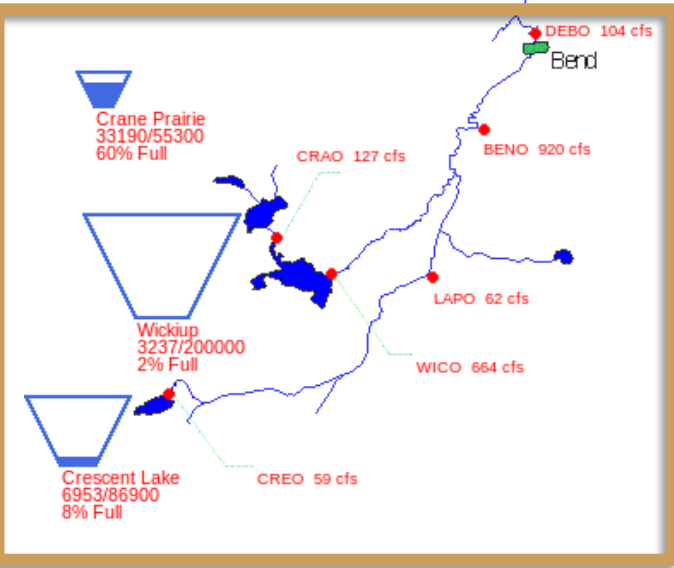 DEBO 104 cfs
Bend
Crane Prairie
33190/55300
60% Full
BENO 920 cfs
CRAO 127 cfs
LAPO 62 cfs
Wickiup
3237/200000
2% Full
WICO 664 cfs
Crescent Lake
6953/86900
8% Full
CREO 59 cfs